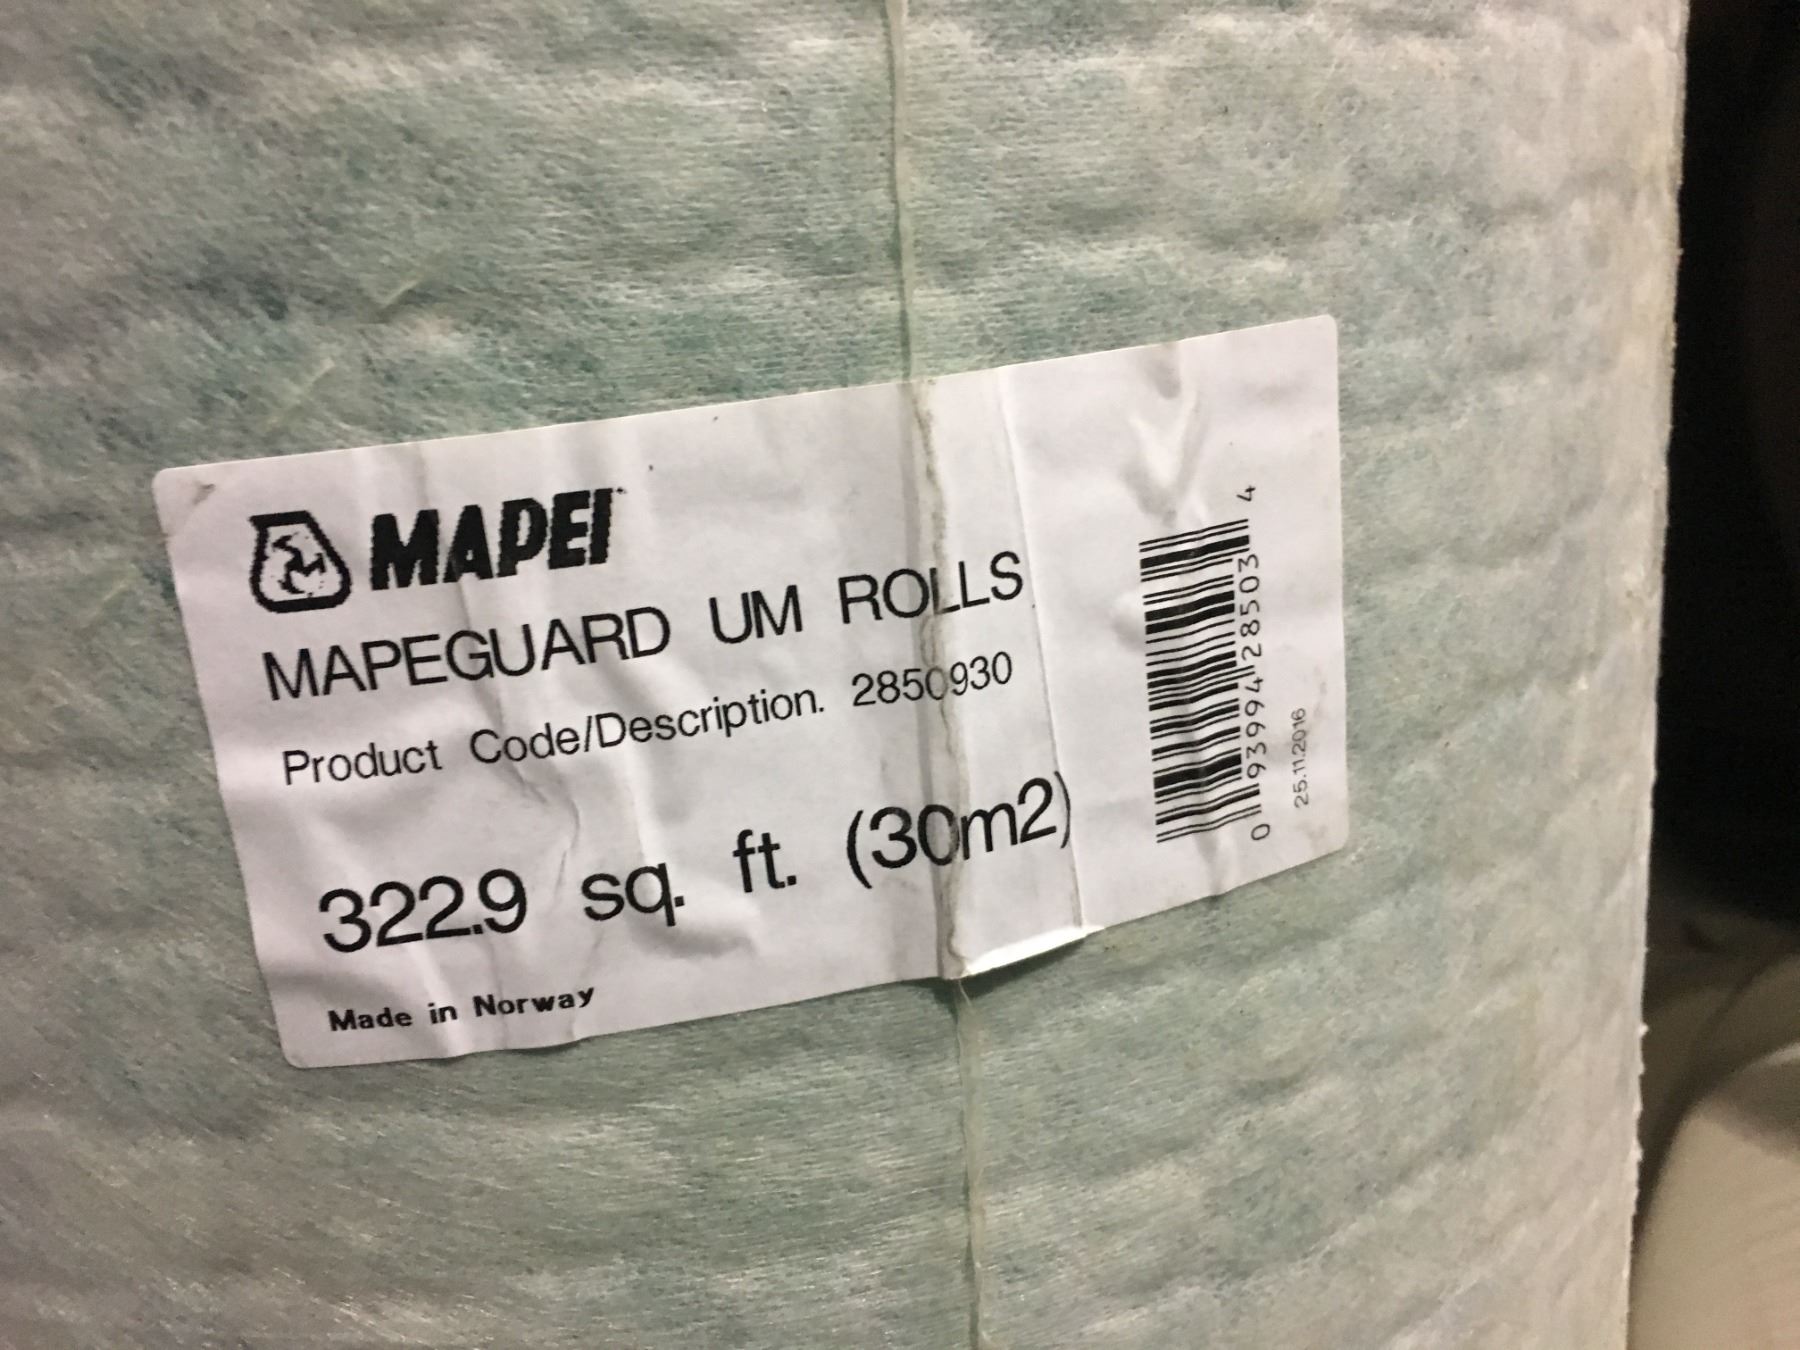 MAPEI
MAPEGUARD UM ROLLS
Product Code/Description. 2850930
322.9 sq. ft. (30m2)
Made in Norway
0 93994 28503 4
25.11.2016